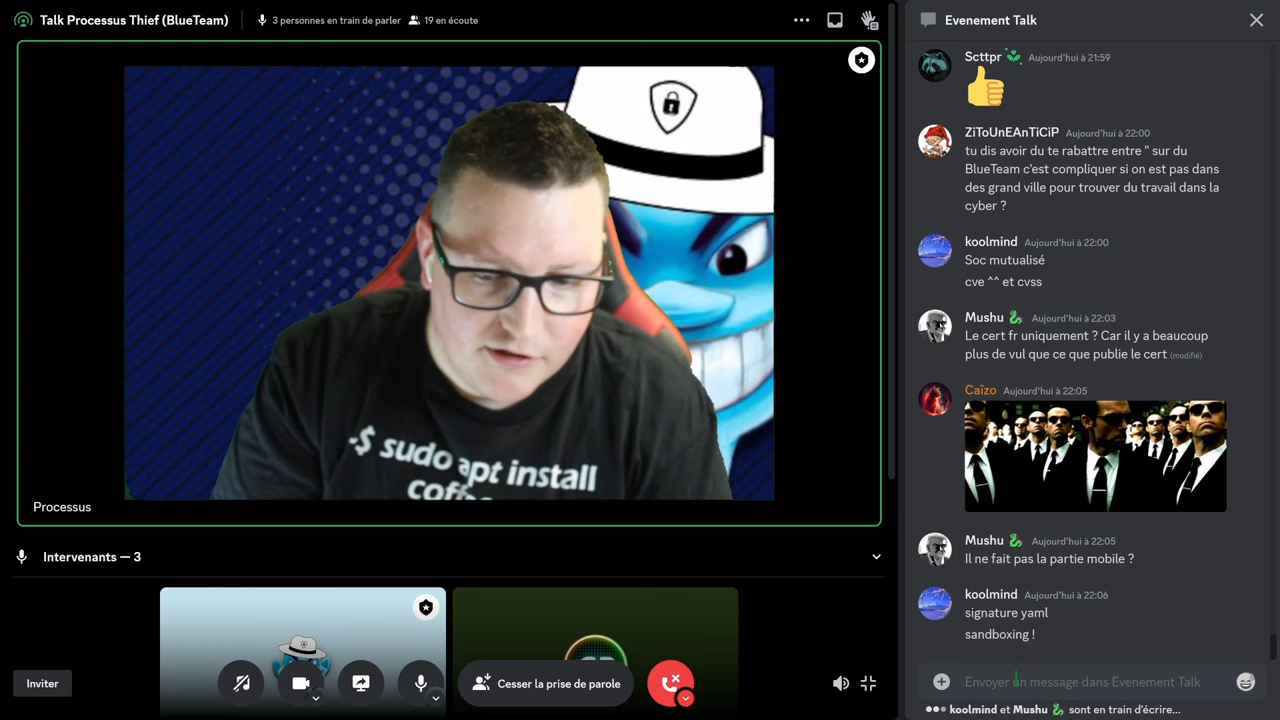 Talk Processus Thief (BlueTeam)
3 personnes en train de parler
19 en écoute
Evenement Talk
-$ sudo apt install
Processus
Intervenants — 3
Inviter
Cesser la prise de parole
Scttpr Aujourd'hui à 21:59
ZiToUnEAnTiCiP Aujourd'hui à 22:00
tu dis avoir du te rabattre entre " sur du
BlueTeam c'est compliquer si on est pas dans
des grand ville pour trouver du travail dans la
cyber ?
koolmind Aujourd'hui à 22:00
Soc mutualisé
cve ^^ et cvss
Mushu Aujourd'hui à 22:03
Le cert fr uniquement ? Car il y a beaucoup
plus de vul que ce que publie le cert (modifié)
Caïzo Aujourd'hui à 22:05
Mushu Aujourd'hui à 22:05
Il ne fait pas la partie mobile ?
koolmind Aujourd'hui à 22:06
signature yaml
sandboxing !
Envoyer un message dans Evenement Talk
koolmind et Mushu sont en train d'écrire...